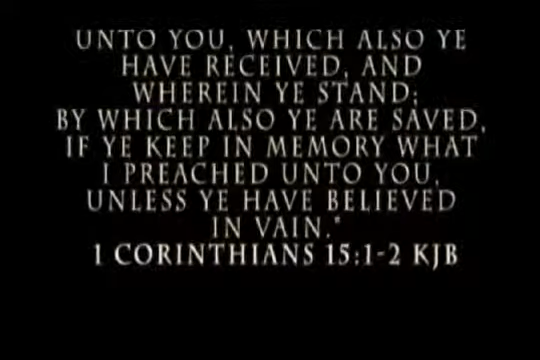 UNTO YOU, WHICH ALSO YE
HAVE RECEIVED, AND
WHEREIN YE STAND;
BY WHICH ALSO YE ARE SAVED,
IF YE KEEP IN MEMORY WHAT
I PREACHED UNTO YOU,
UNLESS YE HAVE BELIEVED
IN VAIN."
1 CORINTHIANS 15:1-2 KJB